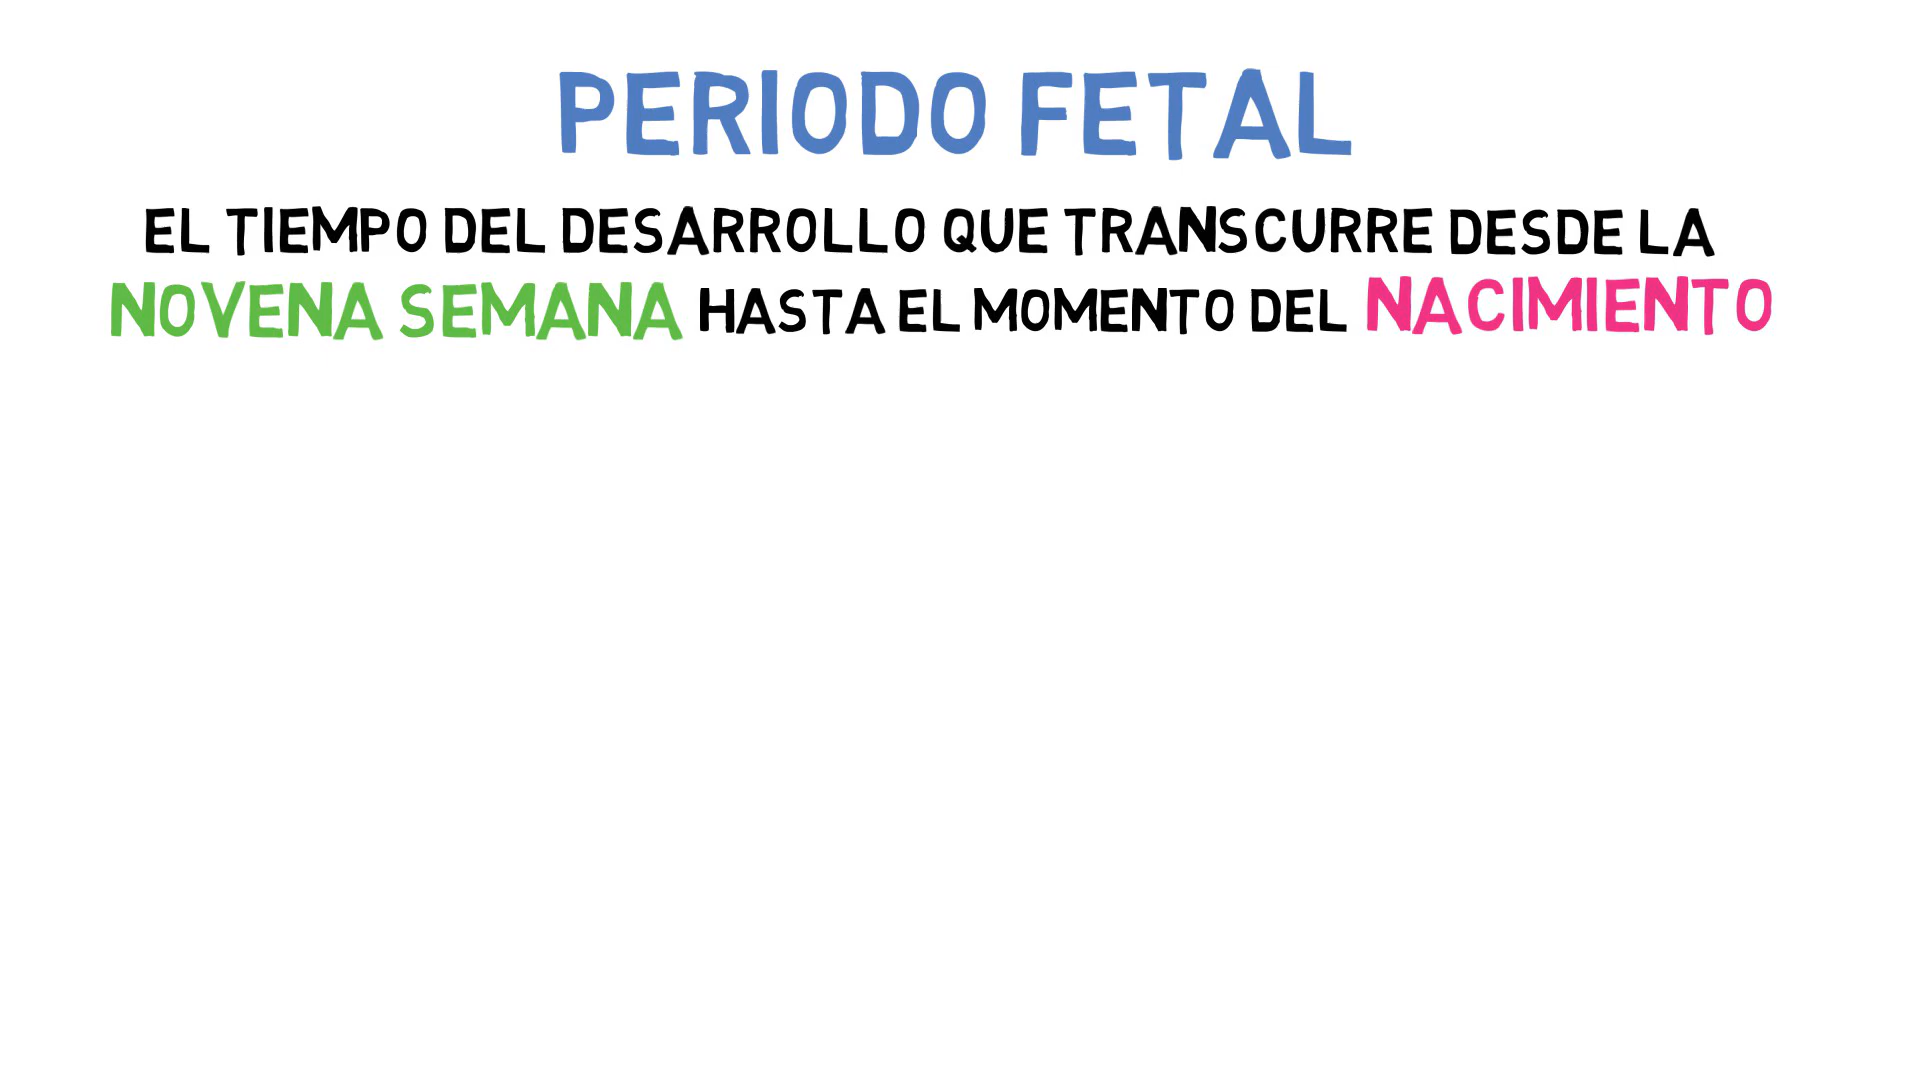 PERIODO FETAL
EL TIEMPO DEL DESARROLLO QUE TRANSCURRE DESDE LA
NOVENA SEMANA HASTA EL MOMENTO DEL NACIMIENTO